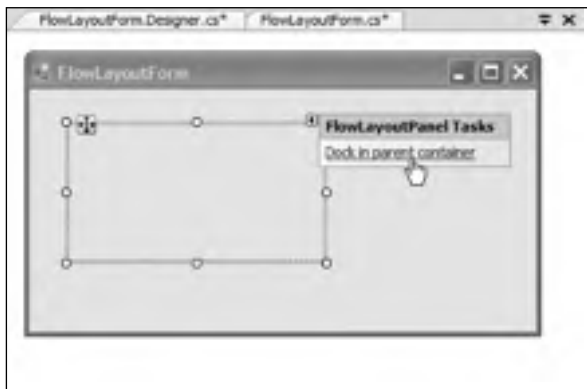 FlowLayoutForm.Designer.cs* FlowLayoutForm.cs*
FlowLayoutForm
FlowLayoutPanel Tasks
Dock in parent container